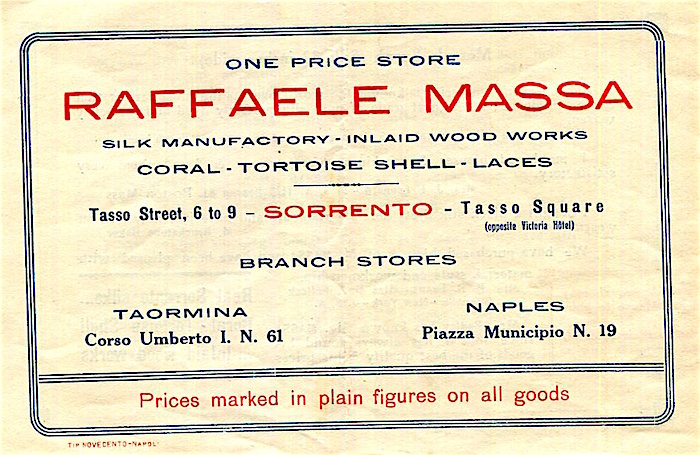 ONE PRICE STORE
RAFFAELE MASSA
SILK MANUFACTORY - INLAID WOOD WORKS
CORAL - TORTOISE SHELL - LACES
Tasso Street, 6 to 9 - SORRENTO - Tasso Square
(opposite Victoria Hôtel)
BRANCH STORES
TAORMINA
Corso Umberto I. N. 61
NAPLES
Piazza Municipio N. 19
Prices marked in plain figures on all goods
TIP. NOVECENTO-NAPOLI